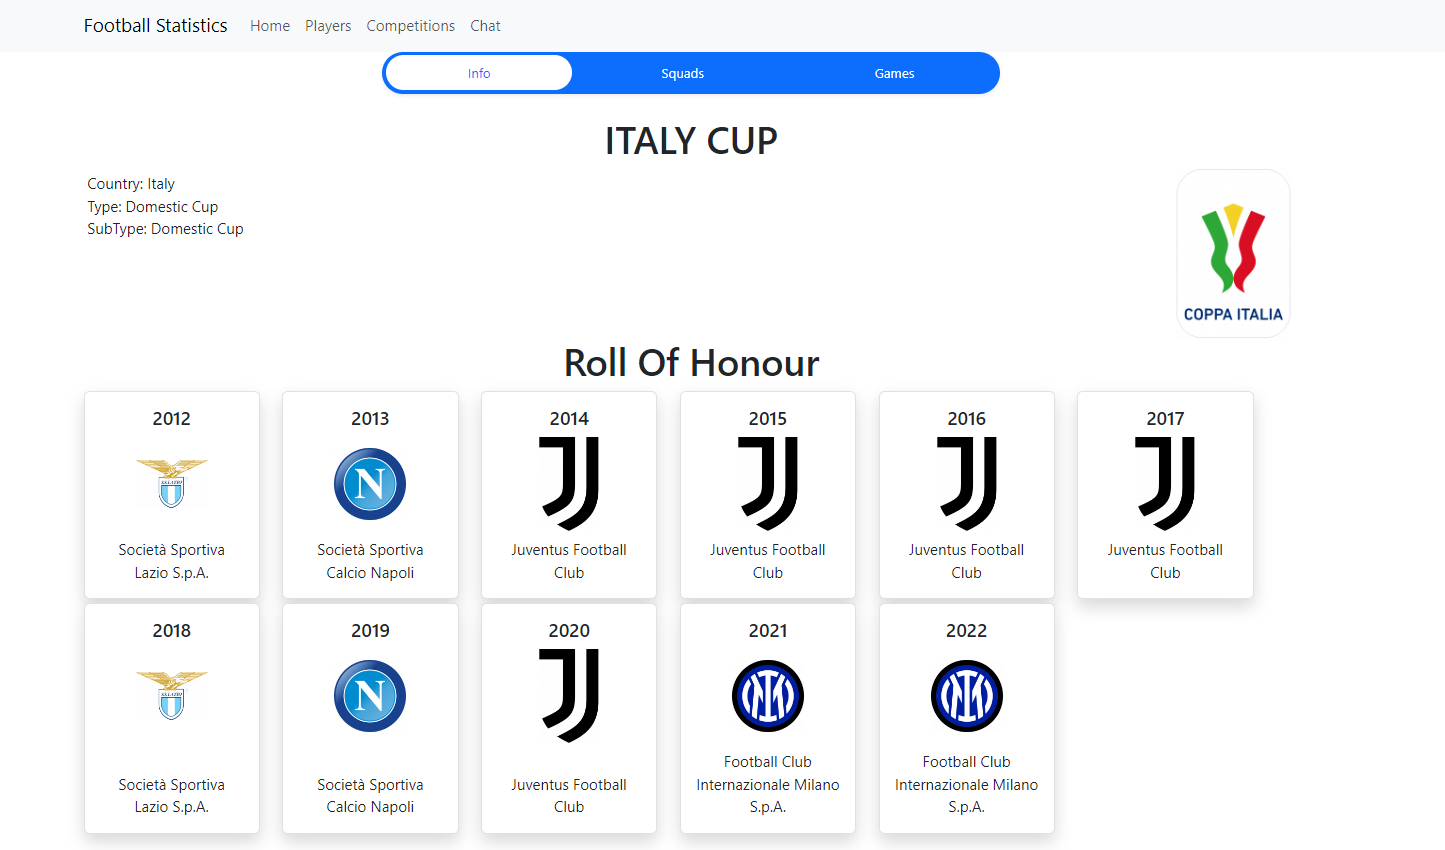 Football Statistics Home Players Competitions Chat
Info Squads Games
ITALY CUP
Country: Italy
Type: Domestic Cup
SubType: Domestic Cup
COPPA ITALIA
Roll Of Honour
2012
S.S.LAZIO
Società Sportiva
Lazio S.p.A.
2013
N
Società Sportiva
Calcio Napoli
2014
Juventus Football
Club
2015
Juventus Football
Club
2016
Juventus Football
Club
2017
Juventus Football
Club
2018
S.S.LAZIO
Società Sportiva
Lazio S.p.A.
2019
N
Società Sportiva
Calcio Napoli
2020
Juventus Football
Club
2021
Football Club
Internazionale Milano
S.p.A.
2022
Football Club
Internazionale Milano
S.p.A.